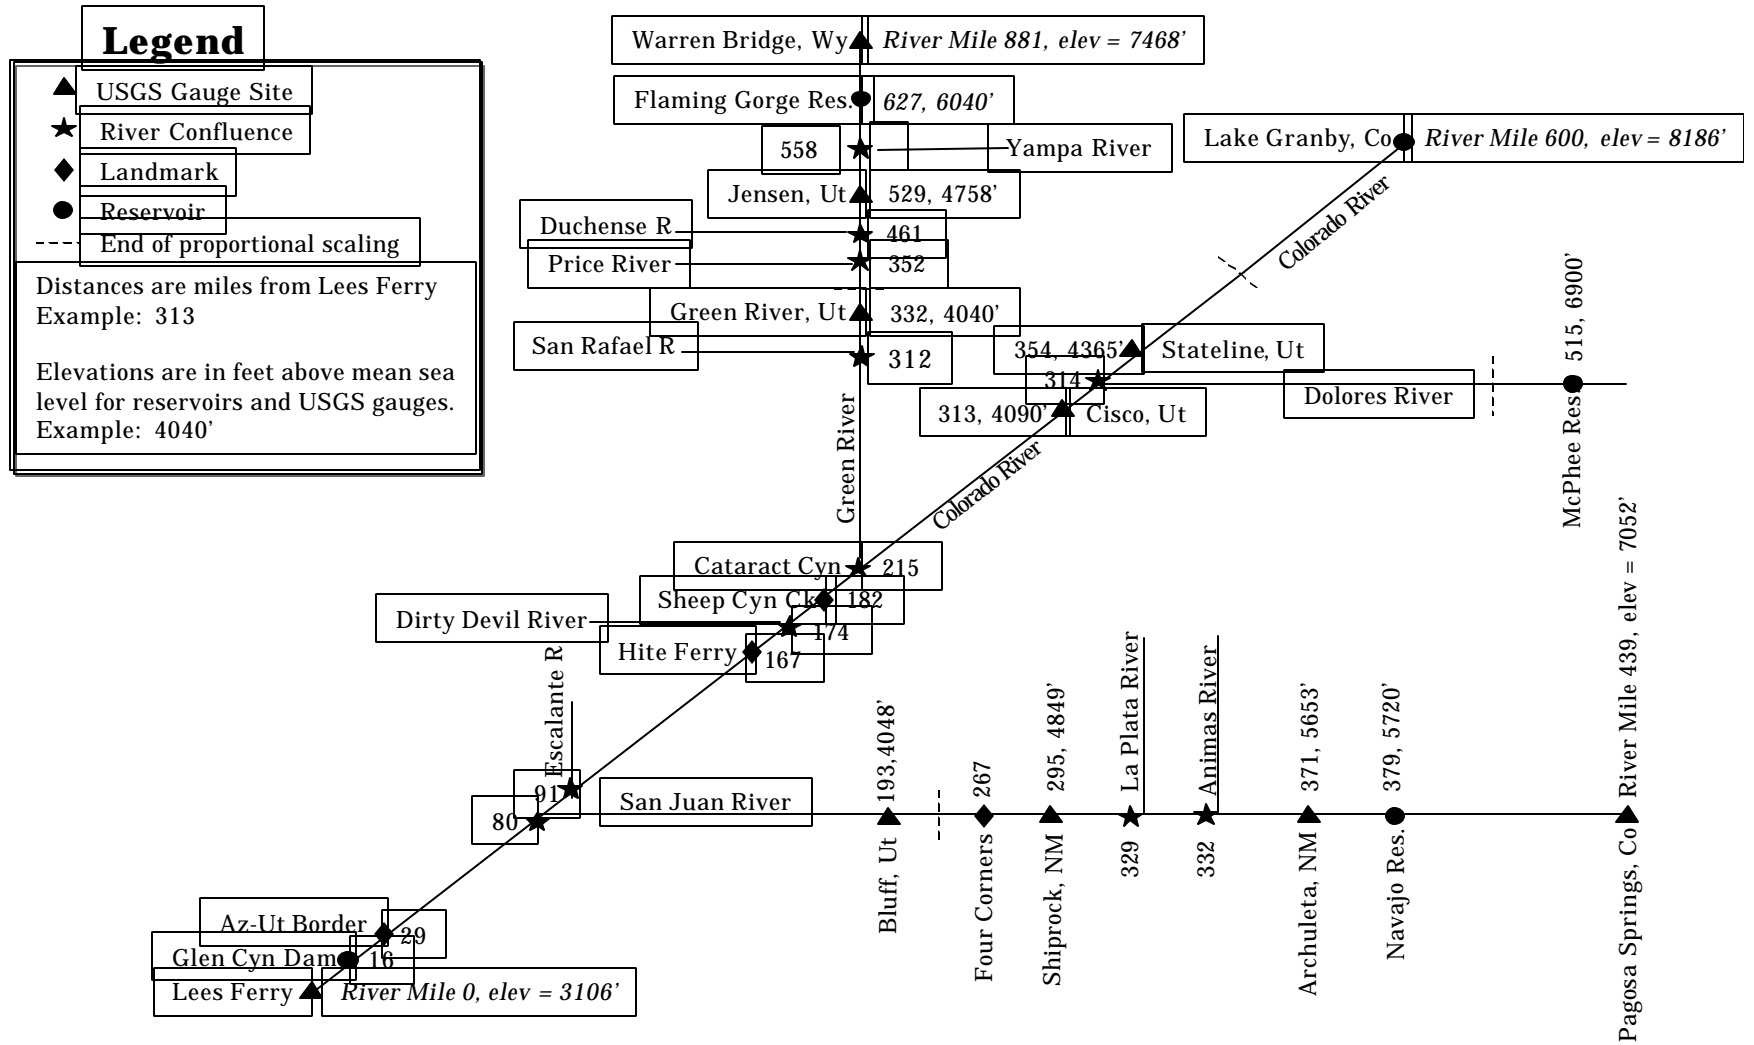 Legend
USGS Gauge Site
River Confluence
Landmark
Reservoir
End of proportional scaling
Distances are miles from Lees Ferry
Example: 313
Elevations are in feet above mean sea
level for reservoirs and USGS gauges.
Example: 4040’
Warren Bridge, Wy River Mile 881, elev = 7468’
Flaming Gorge Res. 627, 6040’
558 Yampa River
Jensen, Ut 529, 4758’
Duchense R 461
Price River 352
Green River, Ut 332, 4040’
San Rafael R 312
Green River
Lake Granby, Co River Mile 600, elev = 8186’
Colorado River
354, 4365’ Stateline, Ut
314 Dolores River
McPhee Res. 515, 6900’
313, 4090’ Cisco, Ut
Colorado River
Cataract Cyn 215
Sheep Cyn Ck 182
Dirty Devil River 174
Hite Ferry 167
Escalante R
91
80 San Juan River
Bluff, Ut 193,4048’
Four Corners 267
Shiprock, NM 295, 4849’
329 La Plata River
332 Animas River
Archuleta, NM 371, 5653’
Navajo Res. 379, 5720’
Pagosa Springs, Co River Mile 439, elev = 7052’
Az-Ut Border 29
Glen Cyn Dam 16
Lees Ferry River Mile 0, elev = 3106’